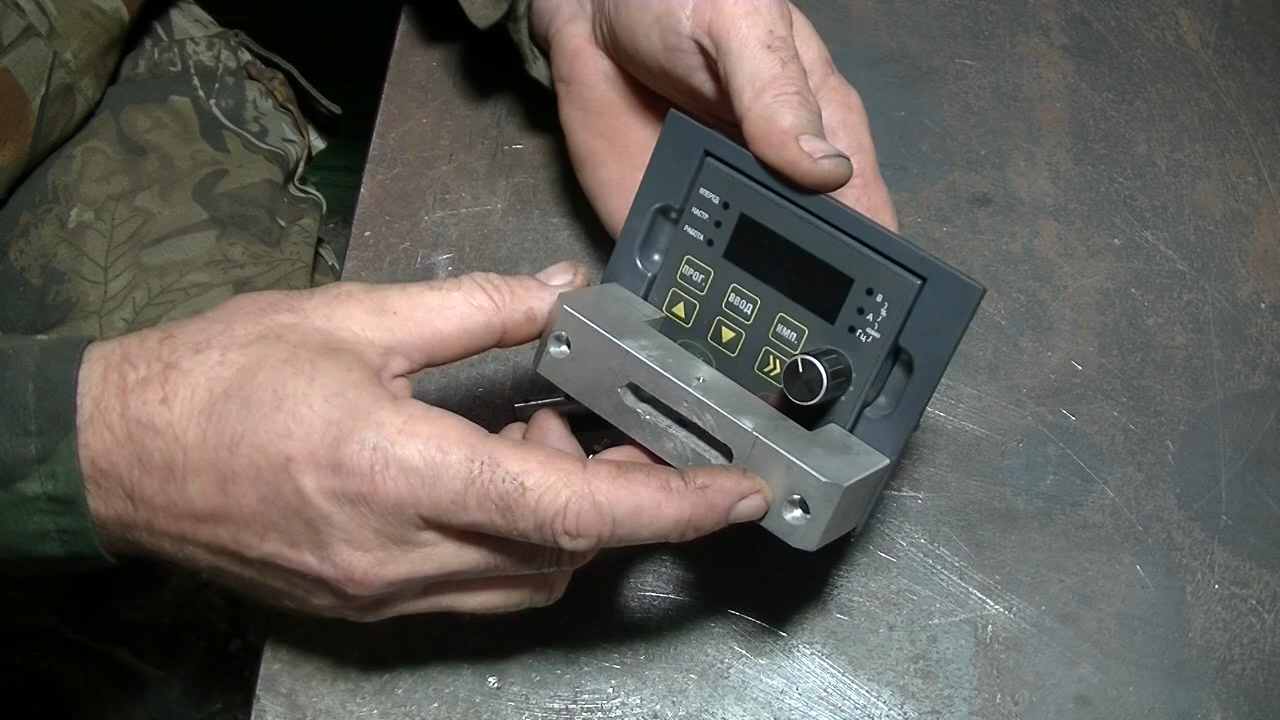 ВПЕРЕД
НАСТР.
РАБОТА
В
А
ГЦ
ПРОГ.
ВВОД
ИМП.